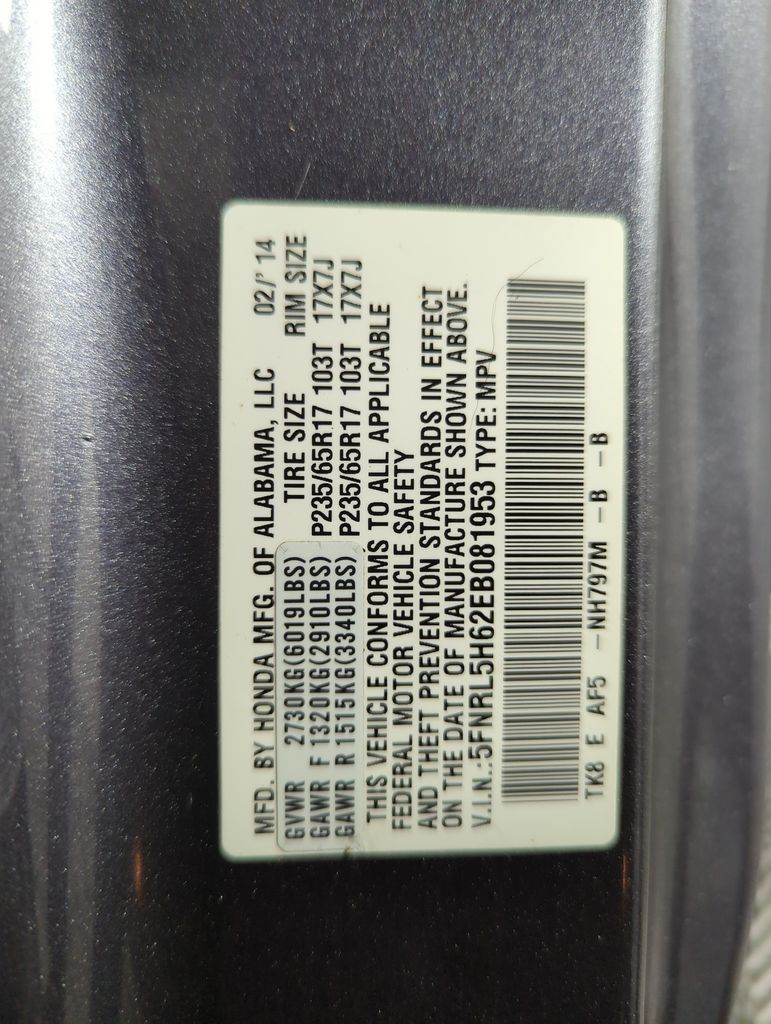 MFD. BY HONDA MFG. OF ALABAMA, LLC 02/'14
TIRE SIZE RIM SIZE
GVWR 2730KG(6019LBS)
GAWR F 1320KG(2910LBS) P235/65R17 103T 17X7J
GAWR R 1515KG(3340LBS) P235/65R17 103T 17X7J
THIS VEHICLE CONFORMS TO ALL APPLICABLE
FEDERAL MOTOR VEHICLE SAFETY
AND THEFT PREVENTION STANDARDS IN EFFECT
ON THE DATE OF MANUFACTURE SHOWN ABOVE.
V.I.N.:5FNRL5H62EB081953 TYPE: MPV
TK8 E AF5 -NH797M -B -B